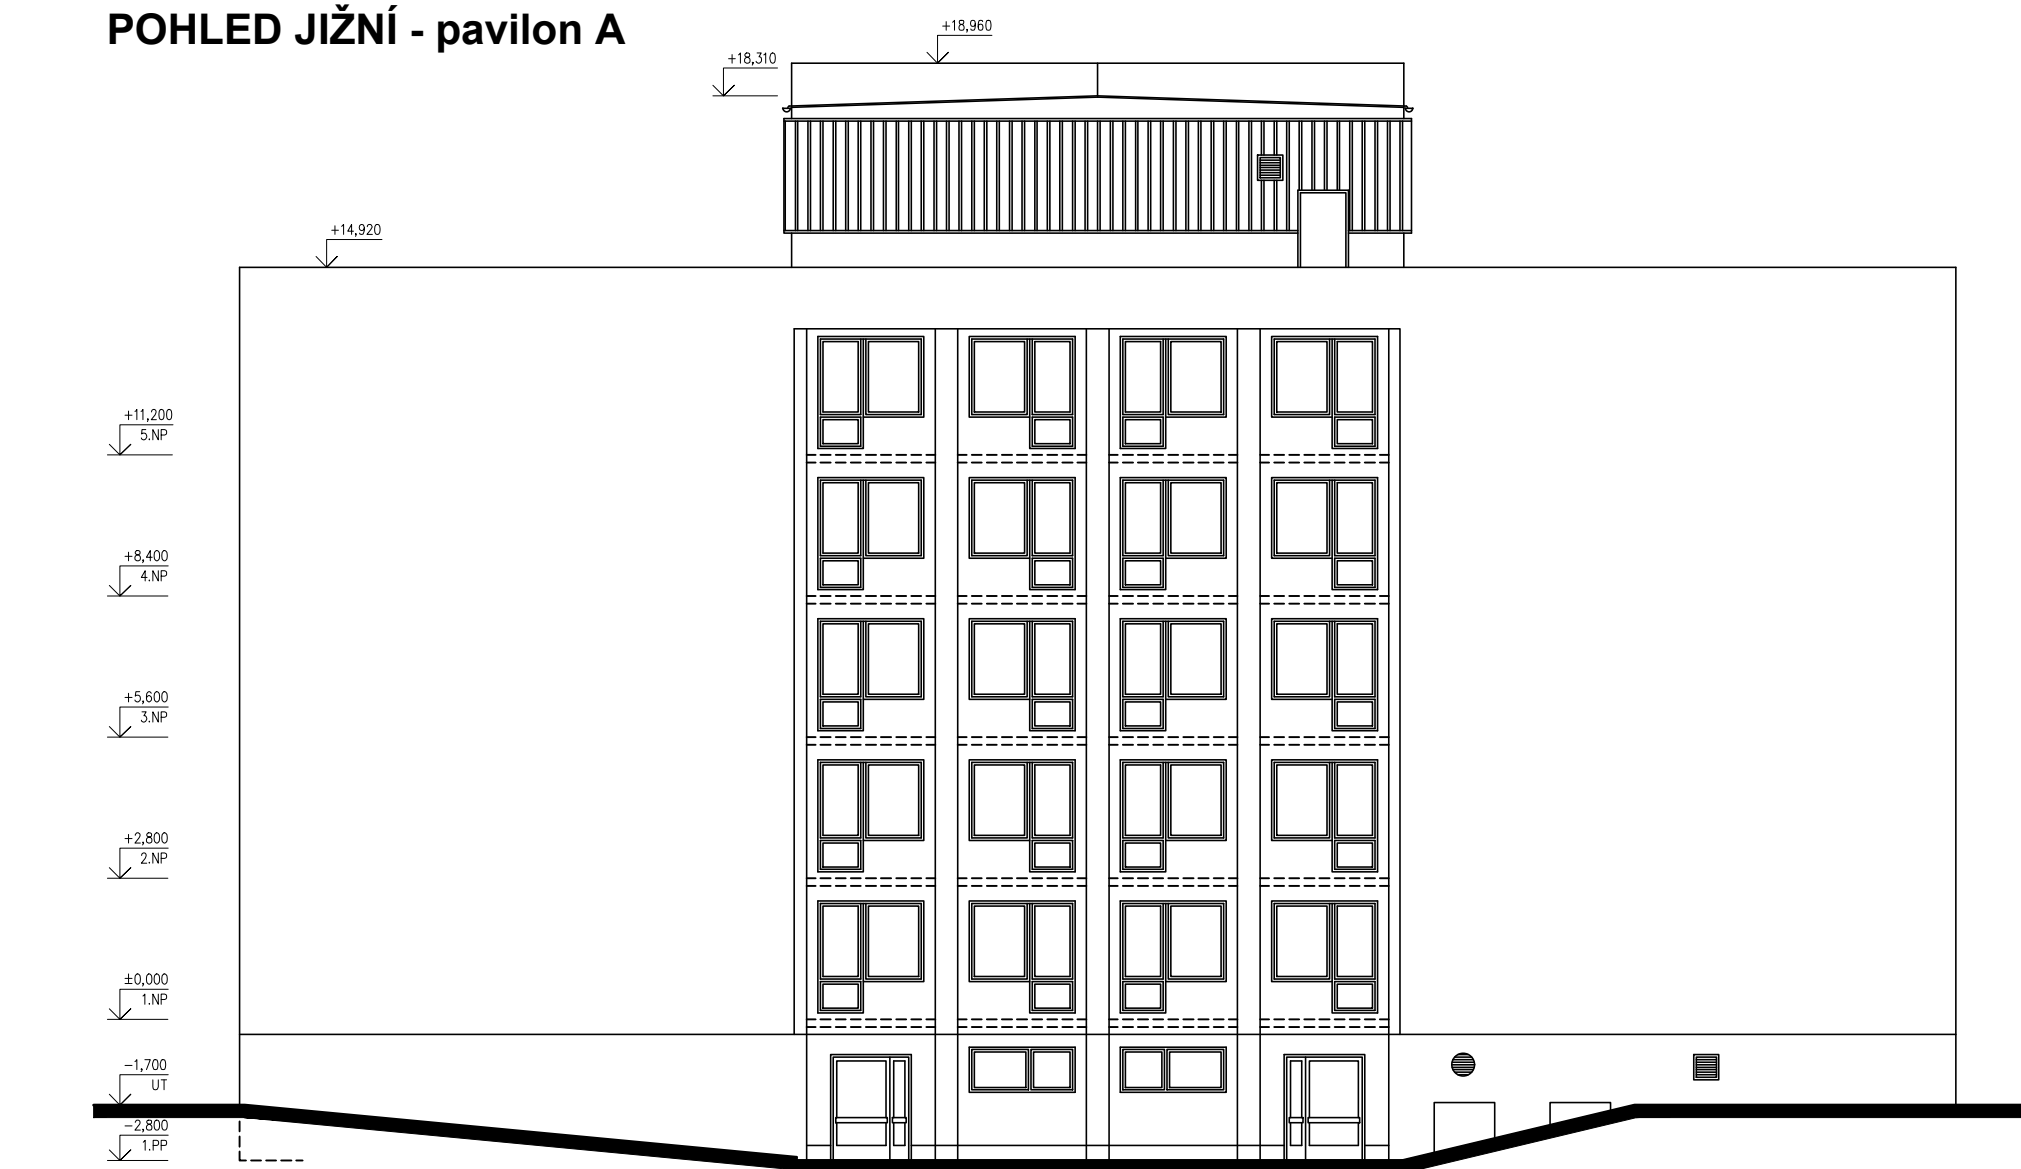 POHLED JIŽNÍ - pavilon A
+18,960
+18,310
+14,920
+11,200
5.NP
+8,400
4.NP
+5,600
3.NP
+2,800
2.NP
±0,000
1.NP
−1,700
UT
−2,800
1.PP